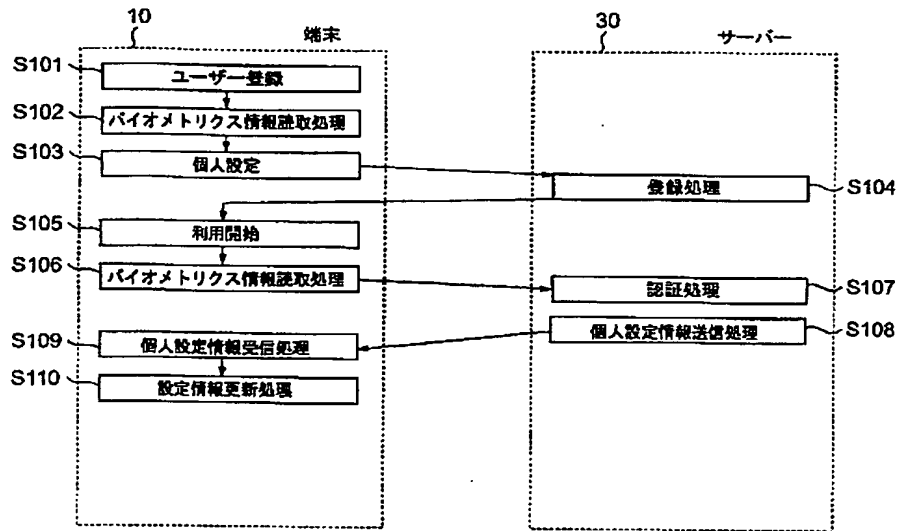 10
端末
30
サーバー
S101
ユーザー登録
S102
バイオメトリクス情報読取処理
S103
個人設定
登録処理
S104
S105
利用開始
S106
バイオメトリクス情報読取処理
認証処理
S107
個人設定情報送信処理
S108
S109
個人設定情報受信処理
S110
設定情報更新処理